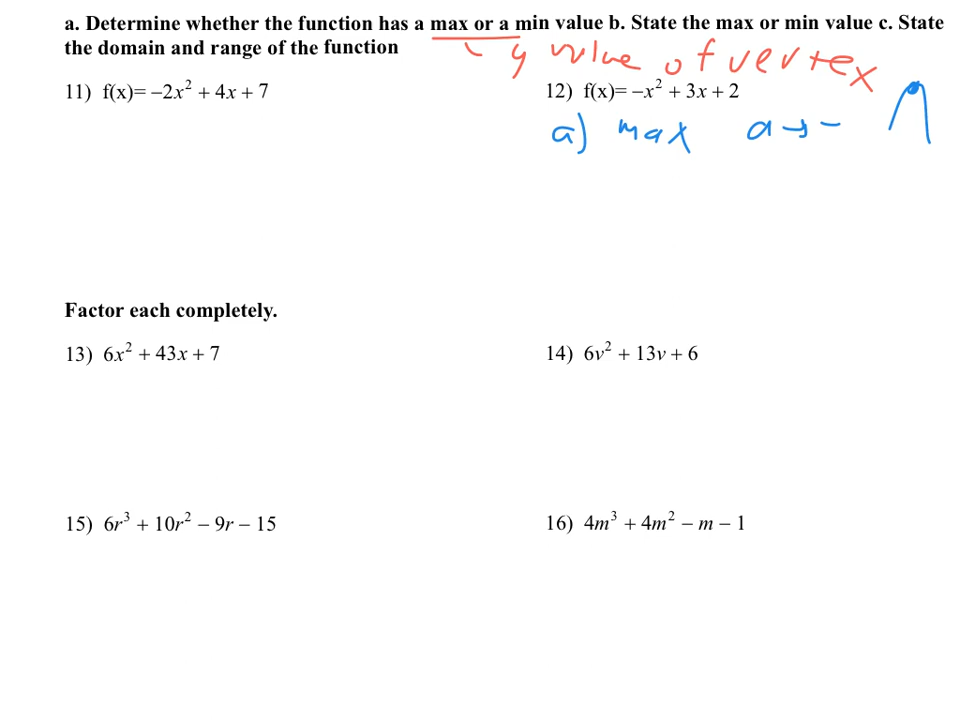 a. Determine whether the function has a max or a min value b. State the max or min value c. State
the domain and range of the function
y value of vertex
11) f(x)= −2x² + 4x + 7
12) f(x)= −x² + 3x + 2
a) max a → −
Factor each completely.
13) 6x² + 43x + 7
14) 6v² + 13v + 6
15) 6r³ + 10r² − 9r − 15
16) 4m³ + 4m² − m − 1